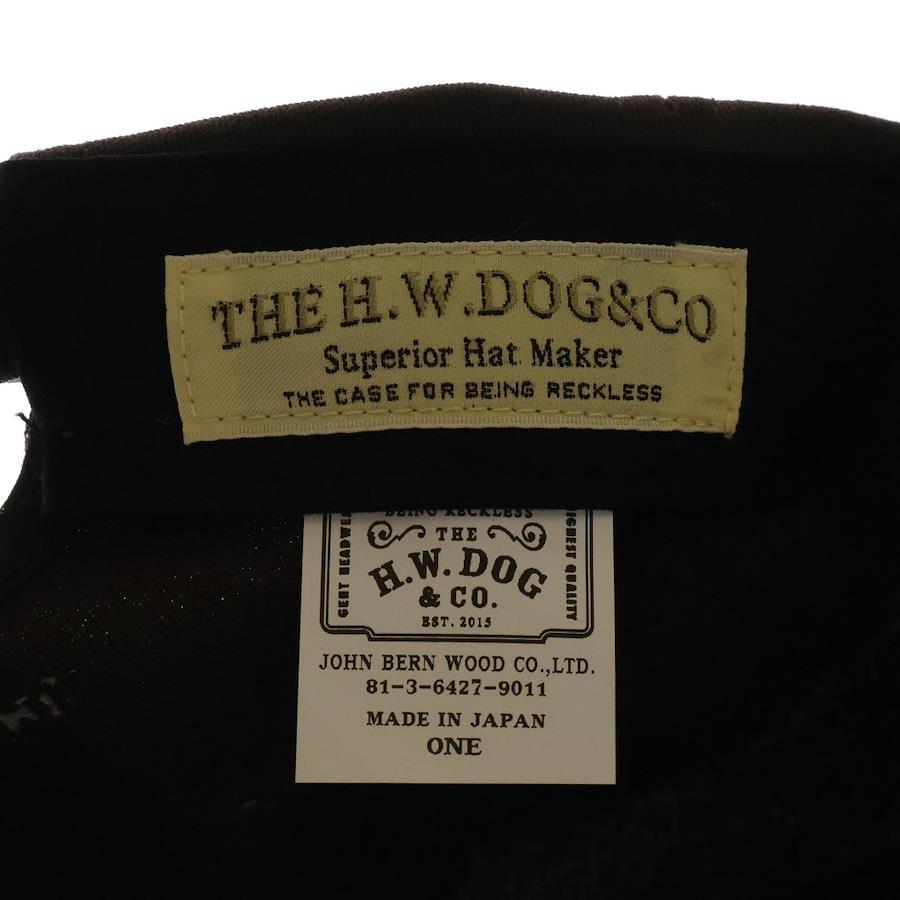 THE H.W.DOG&CO
Superior Hat Maker
THE CASE FOR BEING RECKLESS
BEING RECKLESS
THE
H.W. DOG
& CO.
EST. 2015
GENT HEADWEA
HIGHEST QUALITY
JOHN BERN WOOD CO.,LTD.
81-3-6427-9011
MADE IN JAPAN
ONE